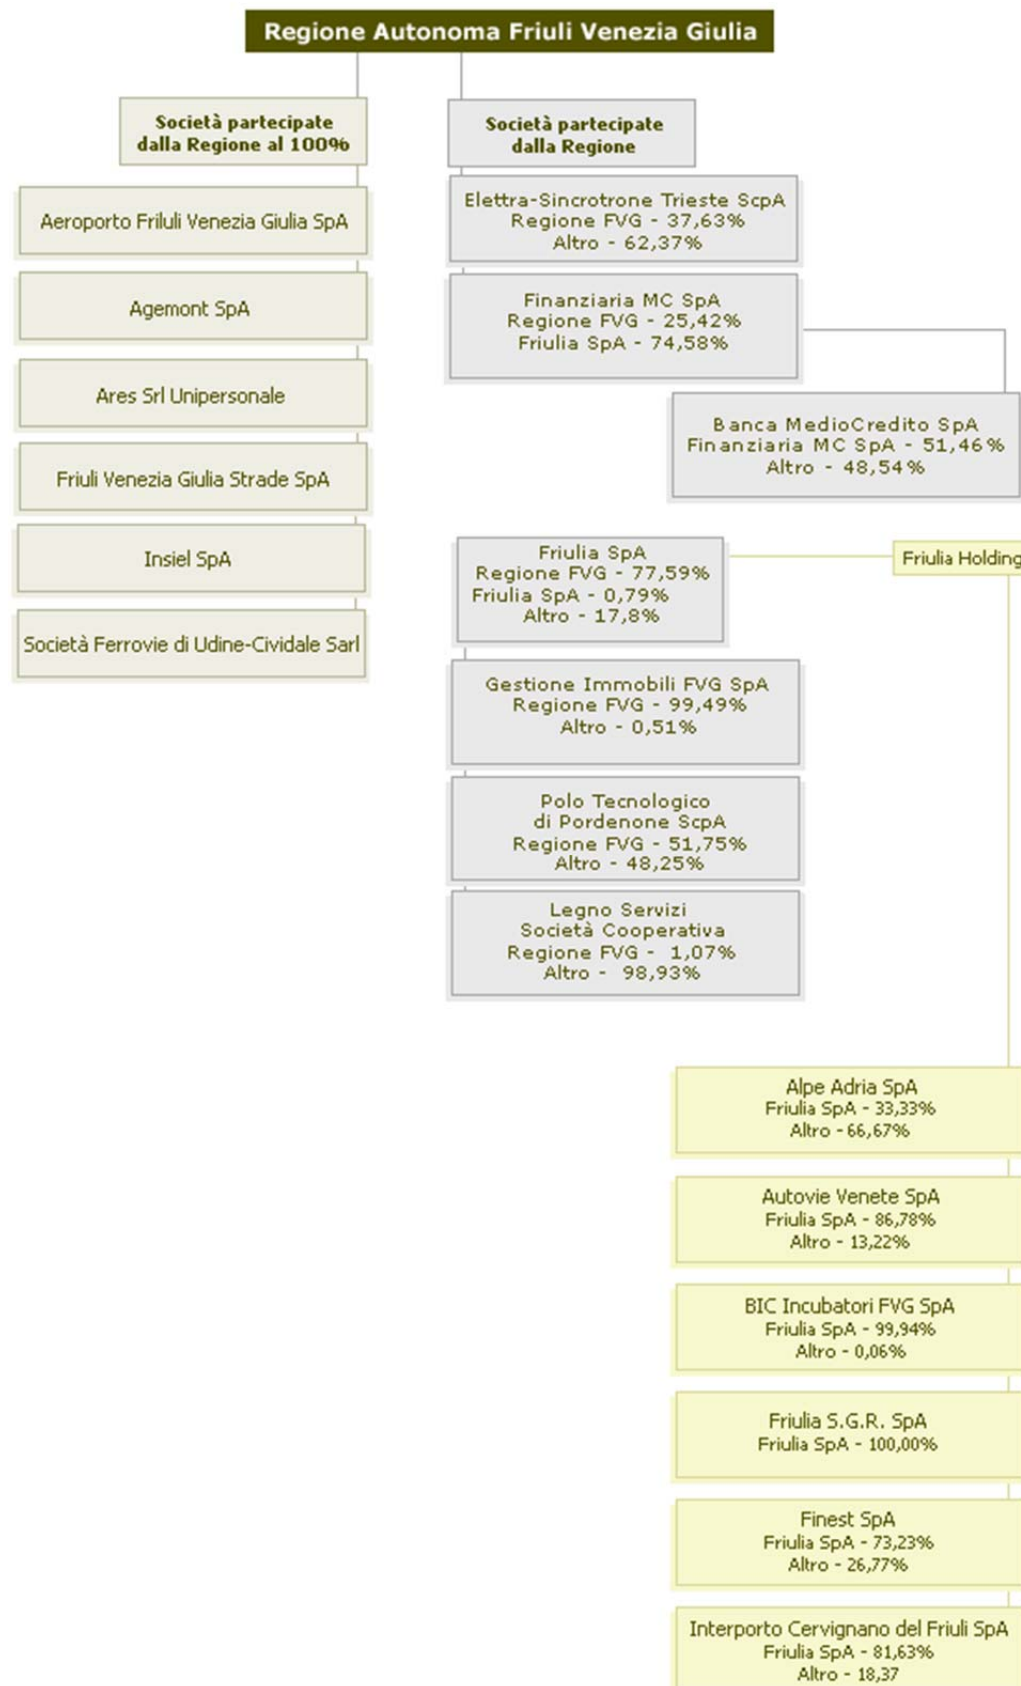 Regione Autonoma Friuli Venezia Giulia
Società partecipate
dalla Regione al 100%
Aeroporto Friluli Venezia Giulia SpA
Agemont SpA
Ares Srl Unipersonale
Friuli Venezia Giulia Strade SpA
Insiel SpA
Società Ferrovie di Udine-Cividale Sarl
Società partecipate
dalla Regione
Elettra-Sincrotrone Trieste ScpA
Regione FVG - 37,63%
Altro - 62,37%
Finanziaria MC SpA
Regione FVG - 25,42%
Friulia SpA - 74,58%
Banca MedioCredito SpA
Finanziaria MC SpA - 51,46%
Altro - 48,54%
Friulia SpA
Regione FVG - 77,59%
Friulia SpA - 0,79%
Altro - 17,8%
Friulia Holding
Gestione Immobili FVG SpA
Regione FVG - 99,49%
Altro - 0,51%
Polo Tecnologico
di Pordenone ScpA
Regione FVG - 51,75%
Altro - 48,25%
Legno Servizi
Società Cooperativa
Regione FVG - 1,07%
Altro - 98,93%
Alpe Adria SpA
Friulia SpA - 33,33%
Altro - 66,67%
Autovie Venete SpA
Friulia SpA - 86,78%
Altro - 13,22%
BIC Incubatori FVG SpA
Friulia SpA - 99,94%
Altro - 0,06%
Friulia S.G.R. SpA
Friulia SpA - 100,00%
Finest SpA
Friulia SpA - 73,23%
Altro - 26,77%
Interporto Cervignano del Friuli SpA
Friulia SpA - 81,63%
Altro - 18,37